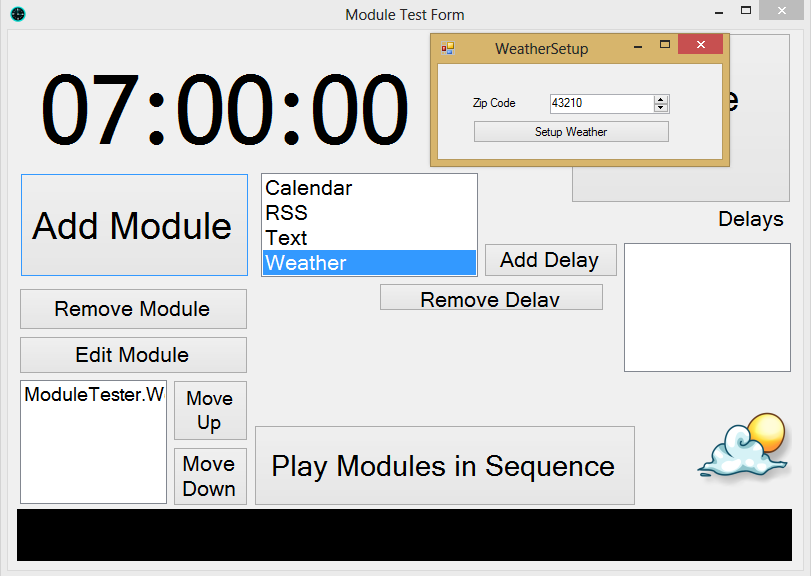 Module Test Form
WeatherSetup
07:00:00
Zip Code
43210
Setup Weather
Add Module
Calendar
RSS
Text
Weather
Delays
Add Delay
Remove Delay
Remove Module
Edit Module
ModuleTester.W
Move
Up
Move
Down
Play Modules in Sequence